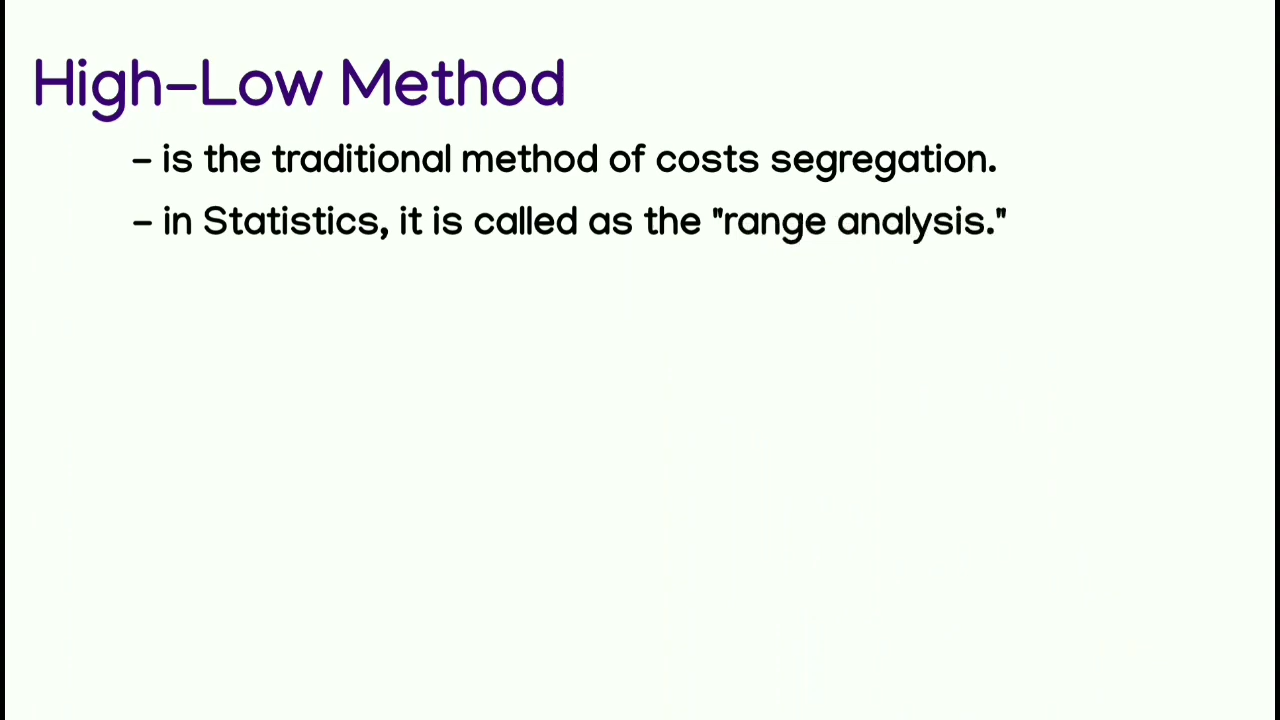 High-Low Method
- is the traditional method of costs segregation.
- in Statistics, it is called as the "range analysis."